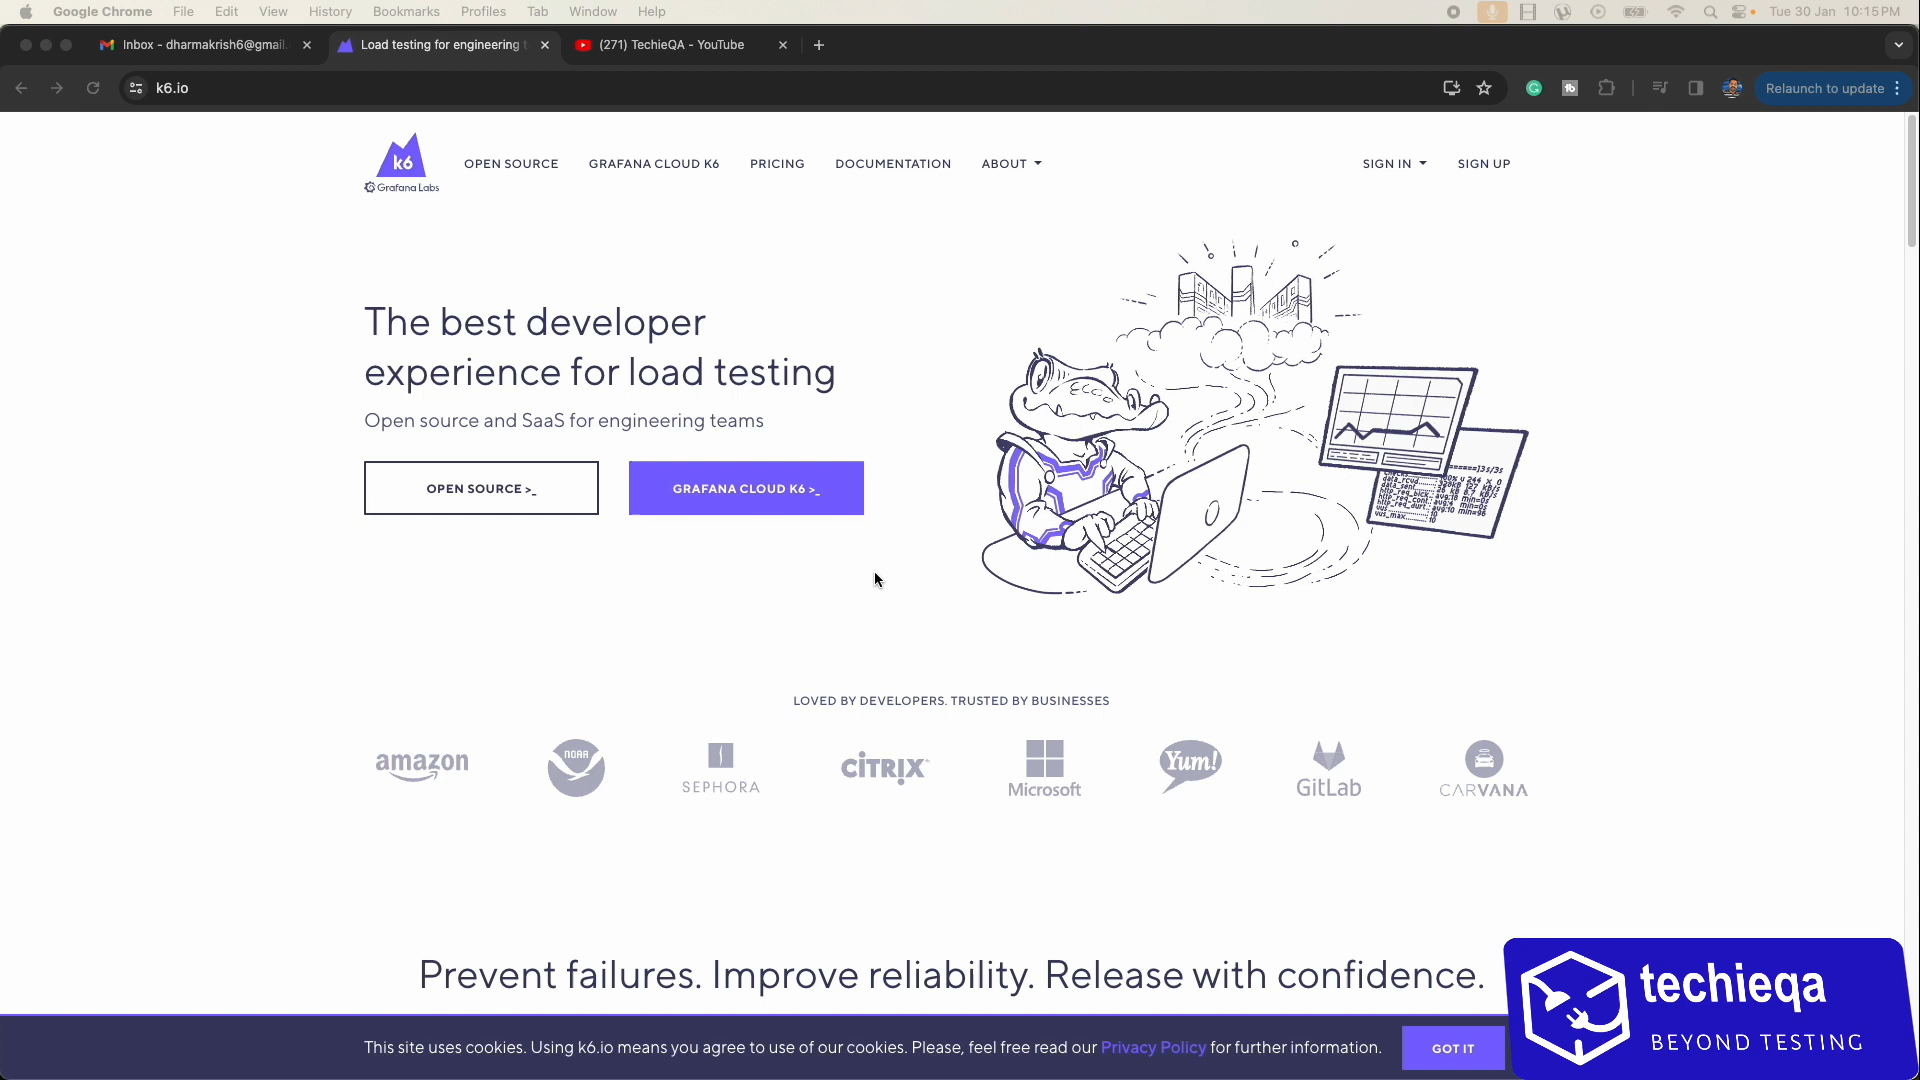 Google Chrome File Edit View History Bookmarks Profiles Tab Window Help Tue 30 Jan 10:15 PM
Inbox - dharmakrish6@gmail. Load testing for engineering t (271) TechieQA - YouTube
k6.io Relaunch to update
k6
Grafana Labs
OPEN SOURCE GRAFANA CLOUD K6 PRICING DOCUMENTATION ABOUT SIGN IN SIGN UP
The best developer
experience for load testing
Open source and SaaS for engineering teams
OPEN SOURCE >_ GRAFANA CLOUD K6 >_
LOVED BY DEVELOPERS. TRUSTED BY BUSINESSES
amazon NOAA SEPHORA CITRIX Microsoft Yum! GitLab CARVANA
Prevent failures. Improve reliability. Release with confidence.
This site uses cookies. Using k6.io means you agree to use of our cookies. Please, feel free read our Privacy Policy for further information. GOT IT
techieqa
BEYOND TESTING